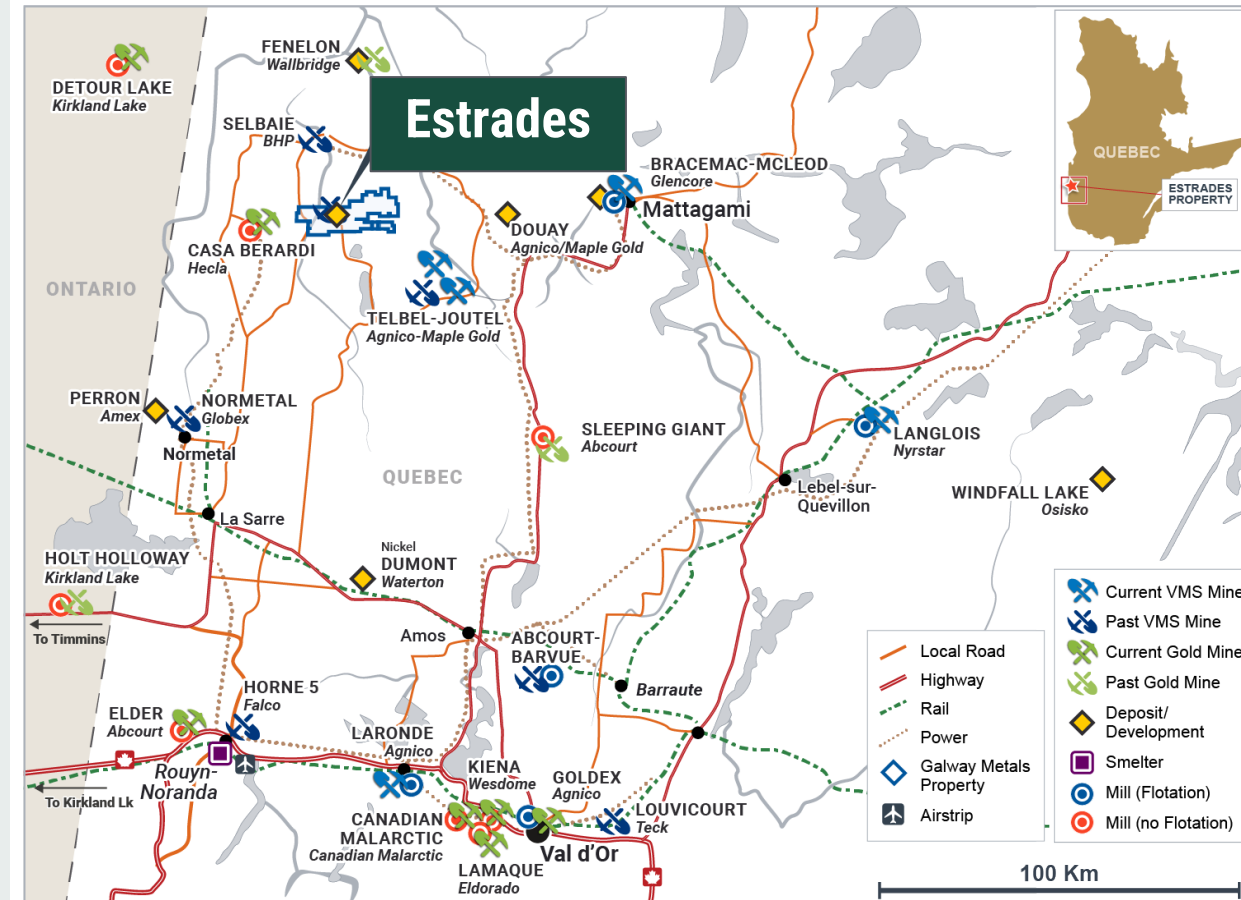 FENELON
Wallbridge
DETOUR LAKE
Kirkland Lake
Estrades
SELBAIE
BHP
BRACEMAC-MCLEOD
Glencore
Mattagami
QUEBEC
ESTRADES
PROPERTY
CASA BERARDI
Hecla
DOUAY
Agnico/Maple Gold
ONTARIO
TELBEL-JOUTEL
Agnico-Maple Gold
PERRON
Amex
NORMETAL
Globex
Normetal
SLEEPING GIANT
Abcourt
LANGLOIS
Nyrstar
QUEBEC
Lebel-sur-
Quevillon
WINDFALL LAKE
Osisko
La Sarre
HOLT HOLLOWAY
Kirkland Lake
Nickel
DUMONT
Waterton
To Timmins
Amos
ABCOURT-
BARVUE
Barraute
HORNE 5
Falco
ELDER
Abcourt
LARONDE
Agnico
Rouyn-
Noranda
To Kirkland Lk
KIENA
Wesdome
GOLDEX
Agnico
LOUVICOURT
Teck
CANADIAN
MALARCTIC
Canadian Malarctic
Val d'Or
LAMAQUE
Eldorado
Local Road
Highway
Rail
Power
Galway Metals
Property
Airstrip
Current VMS Mine
Past VMS Mine
Current Gold Mine
Past Gold Mine
Deposit/
Development
Smelter
Mill (Flotation)
Mill (no Flotation)
100 Km